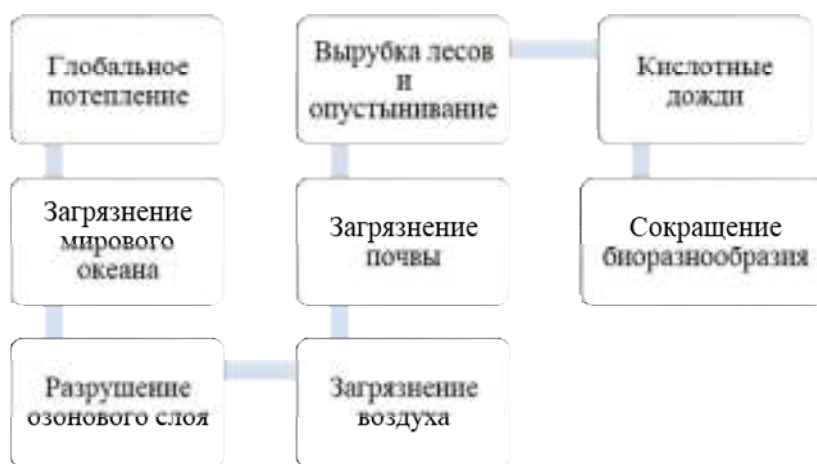 Глобальное
потепление
Загрязнение
мирового
океана
Разрушение
озонового слоя
Загрязнение
воздуха
Загрязнение
почвы
Вырубка лесов
и
опустынивание
Кислотные
дожди
Сокращение
биоразнообразия